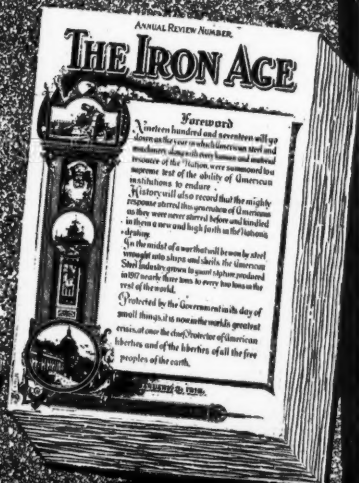 ANNUAL REVIEW NUMBER
THE IRON AGE
Foreword
Nineteen hundred and seventeen will go
down as the year in which American steel and
machinery along with every human and material
resource of the Nation, were summoned to a
supreme test of the ability of American
institutions to endure.
History will also record that the mighty
response stirred this generation of Americans
as they were never stirred before and kindled
in them a new and high faith in the Nation's
destiny.
In the midst of a war that will be won by steel
wrought into ships and shells, the American
Steel industry, grown to giant stature, produced
in 1917 nearly three tons to every two tons in the
rest of the world.
Protected by the Government in its day of
small things, it is now in the world's greatest
crisis, at once the chief Protector of American
liberties and of the liberties of all the free
peoples of the earth.
JANUARY 3, 1918.